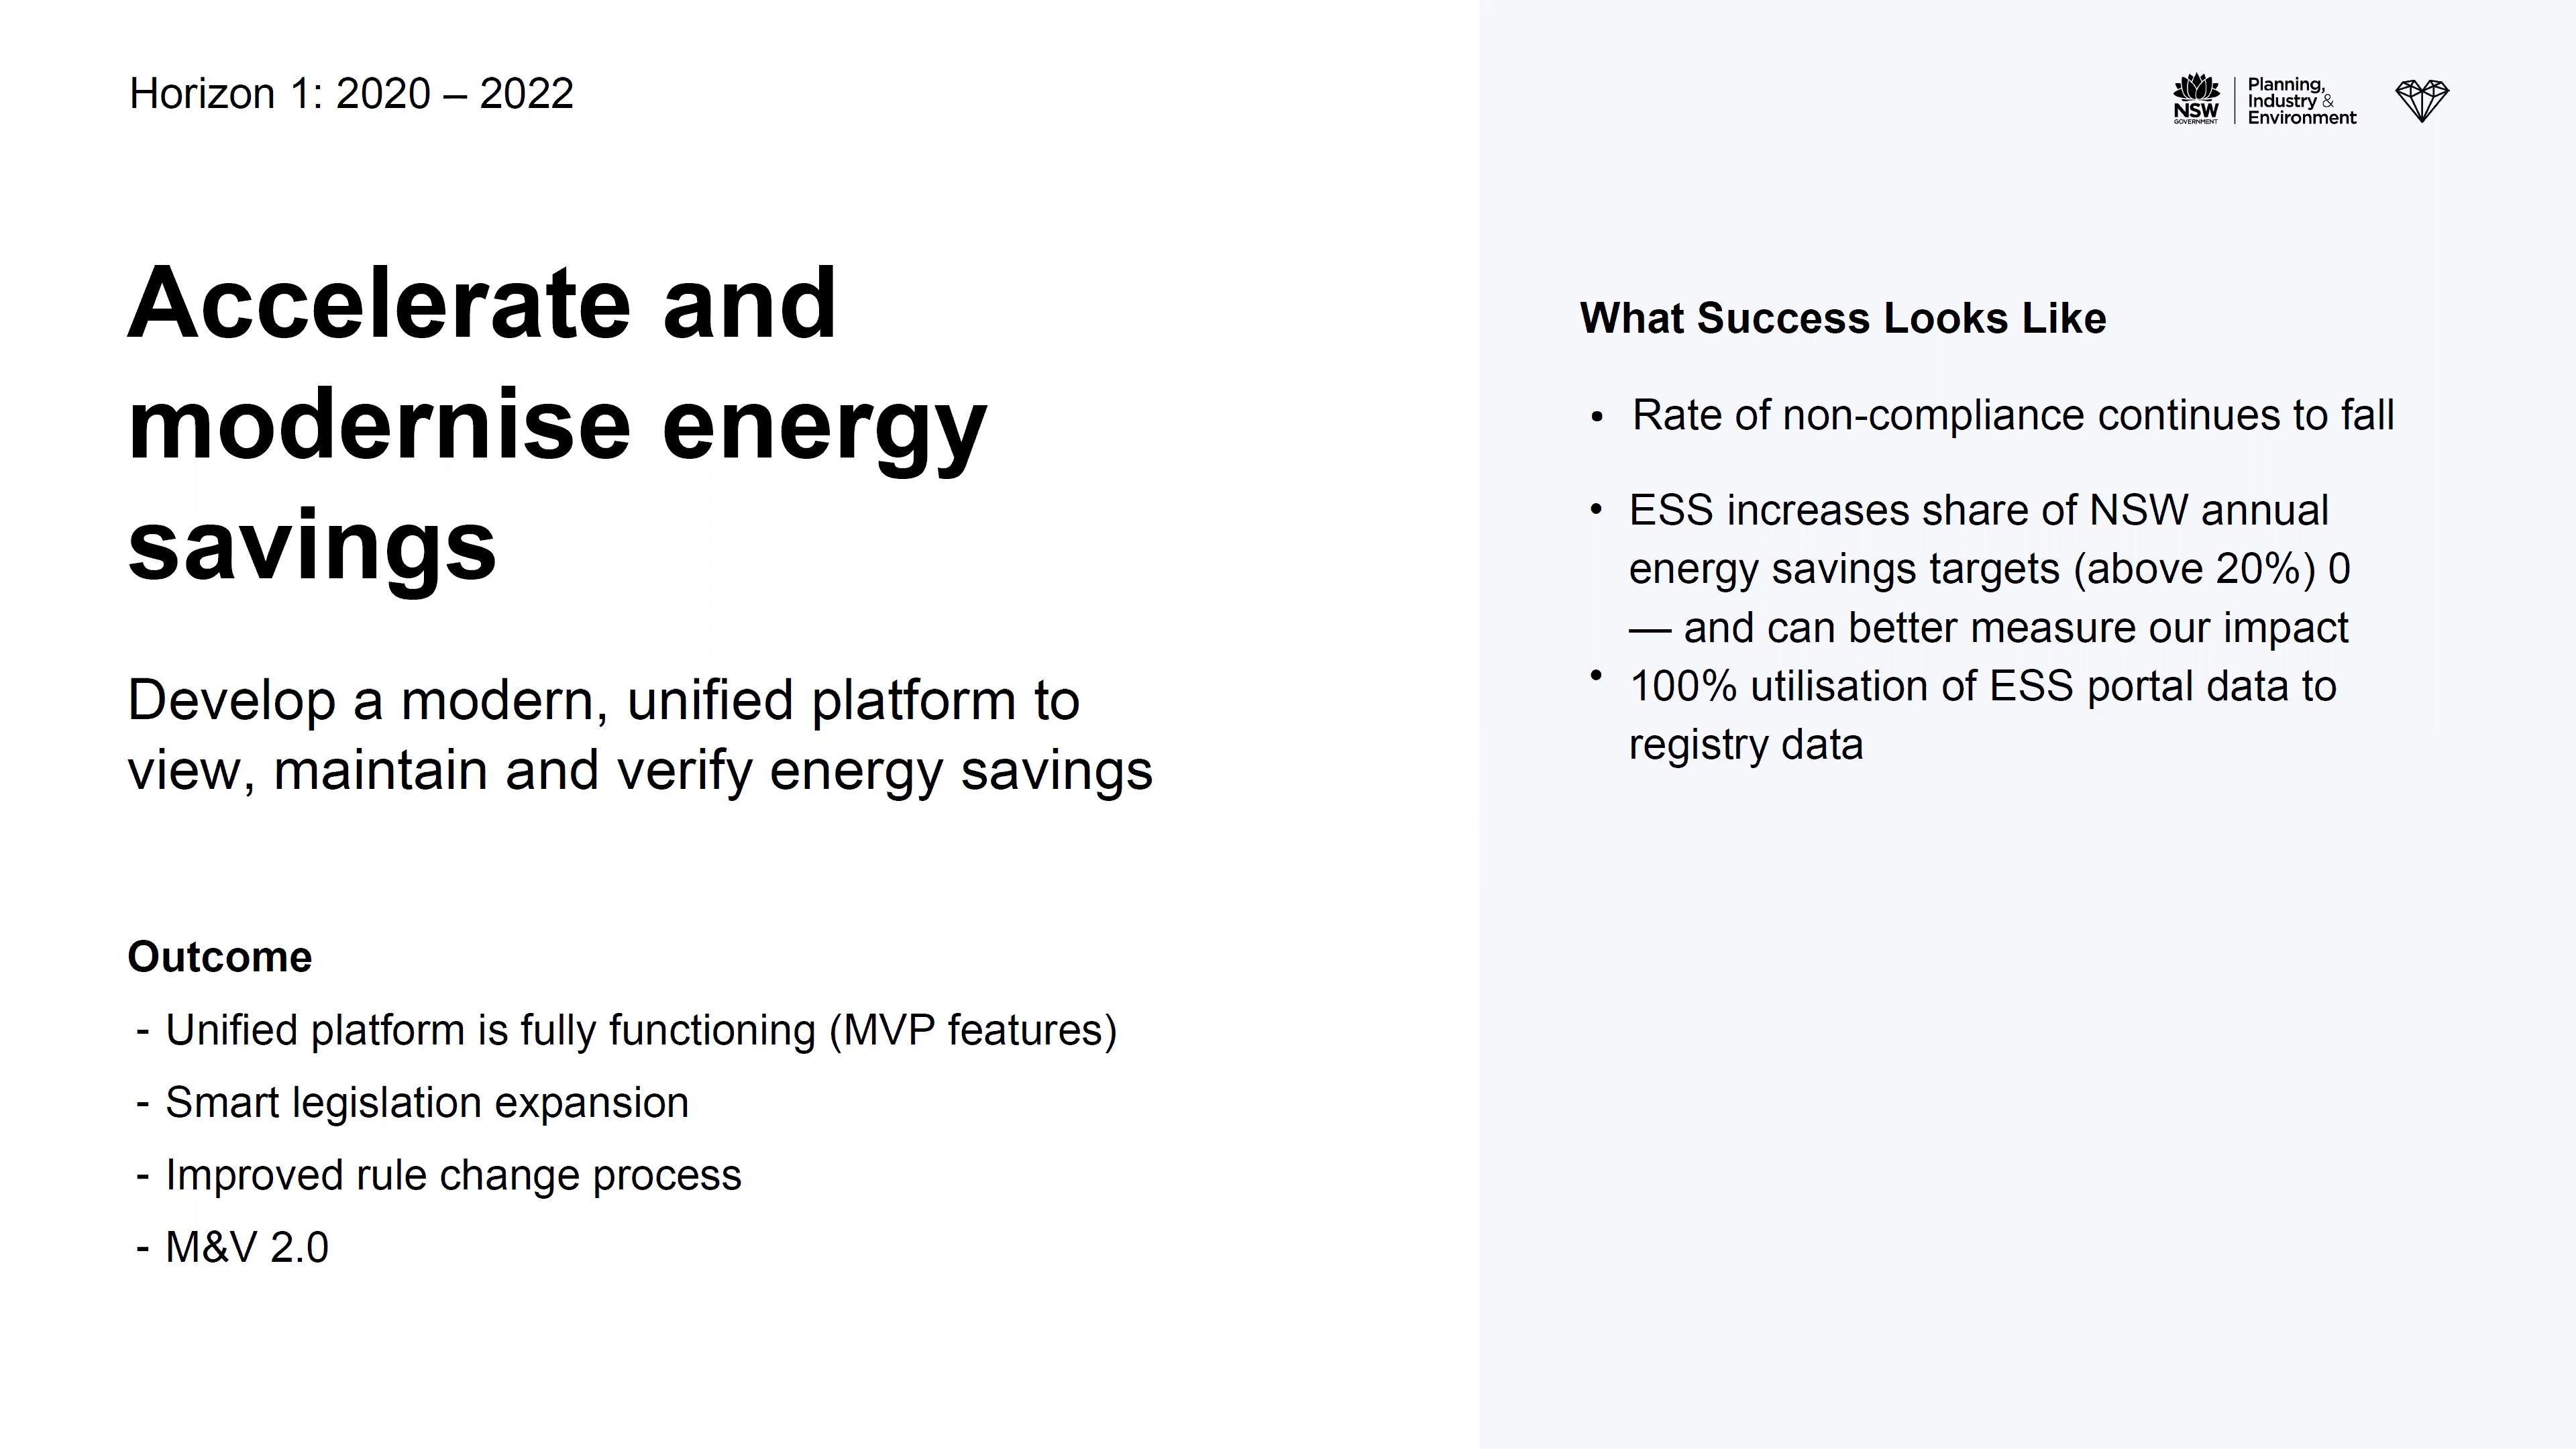 Horizon 1: 2020 – 2022
NSW
GOVERNMENT
Planning,
Industry &
Environment
Accelerate and
modernise energy
savings
Develop a modern, unified platform to
view, maintain and verify energy savings
Outcome
- Unified platform is fully functioning (MVP features)
- Smart legislation expansion
- Improved rule change process
- M&V 2.0
What Success Looks Like
• Rate of non-compliance continues to fall
• ESS increases share of NSW annual
energy savings targets (above 20%) 0
— and can better measure our impact
• 100% utilisation of ESS portal data to
registry data